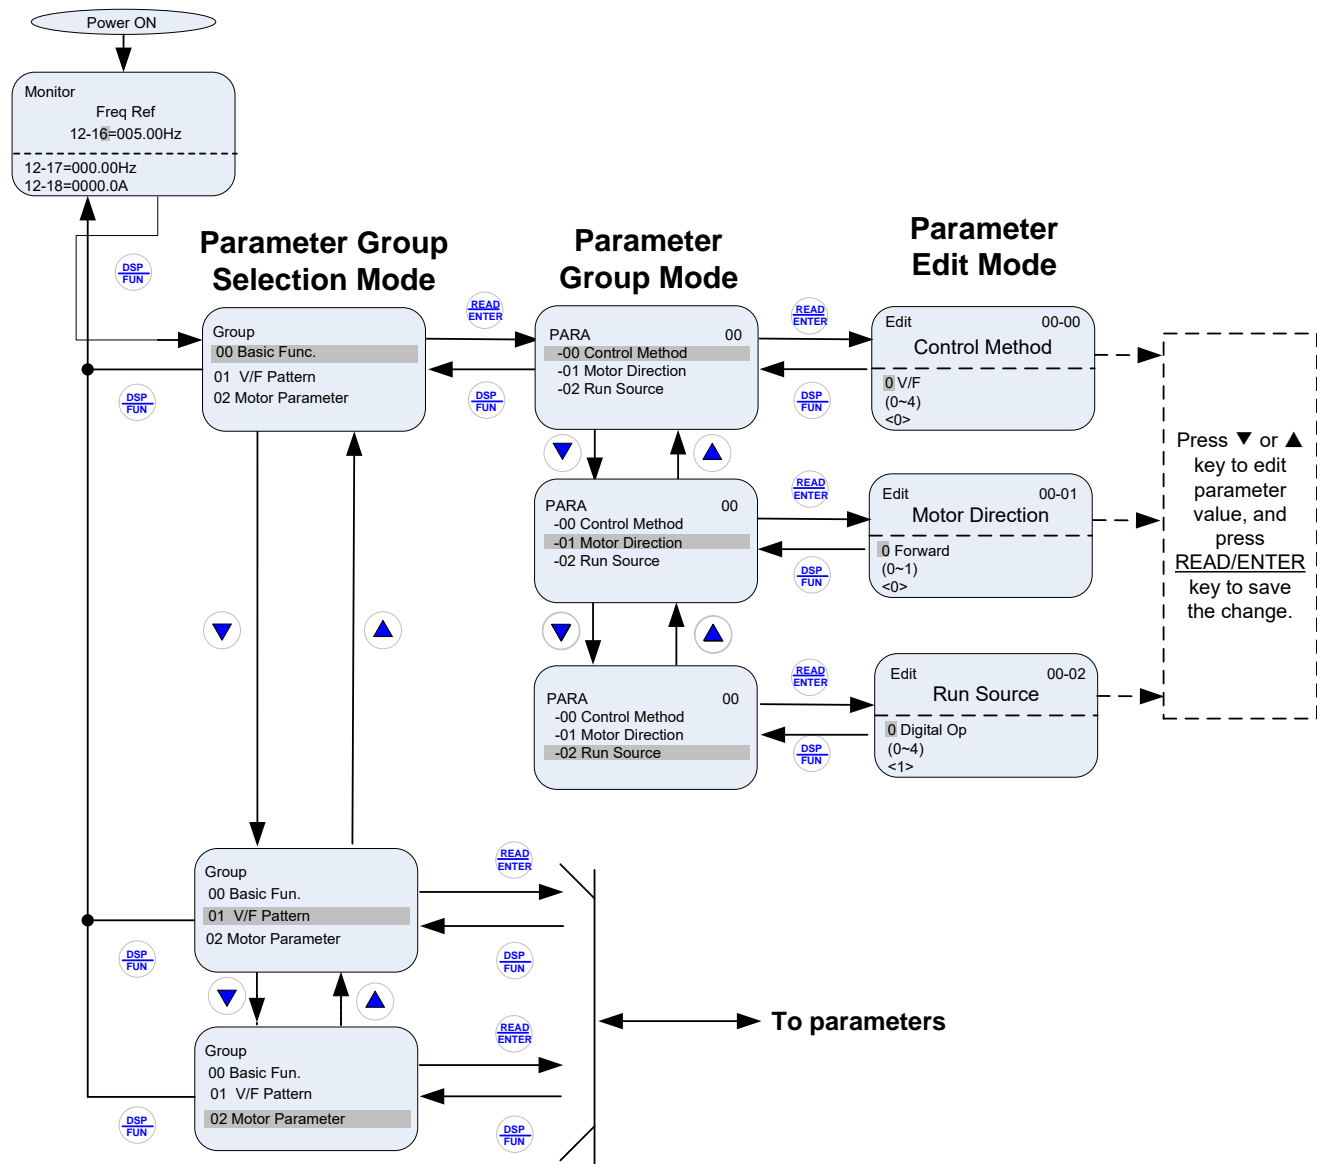 Power ON
Monitor
Freq Ref
12-16=005.00Hz
12-17=000.00Hz
12-18=0000.0A
DSP
FUN
Parameter Group
Selection Mode
Parameter
Group Mode
Parameter
Edit Mode
Group
00 Basic Func.
01 V/F Pattern
02 Motor Parameter
DSP
FUN
READ
ENTER
DSP
FUN
PARA 00
-00 Control Method
-01 Motor Direction
-02 Run Source
READ
ENTER
DSP
FUN
Edit 00-00
Control Method
0 V/F
(0~4)
<0>
PARA 00
-00 Control Method
-01 Motor Direction
-02 Run Source
READ
ENTER
DSP
FUN
Edit 00-01
Motor Direction
0 Forward
(0~1)
<0>
PARA 00
-00 Control Method
-01 Motor Direction
-02 Run Source
READ
ENTER
DSP
FUN
Edit 00-02
Run Source
0 Digital Op
(0~4)
<1>
Press ▼ or ▲
key to edit
parameter
value, and
press
READ/ENTER
key to save
the change.
Group
00 Basic Fun.
01 V/F Pattern
02 Motor Parameter
DSP
FUN
READ
ENTER
DSP
FUN
Group
00 Basic Fun.
01 V/F Pattern
02 Motor Parameter
DSP
FUN
READ
ENTER
DSP
FUN
To parameters